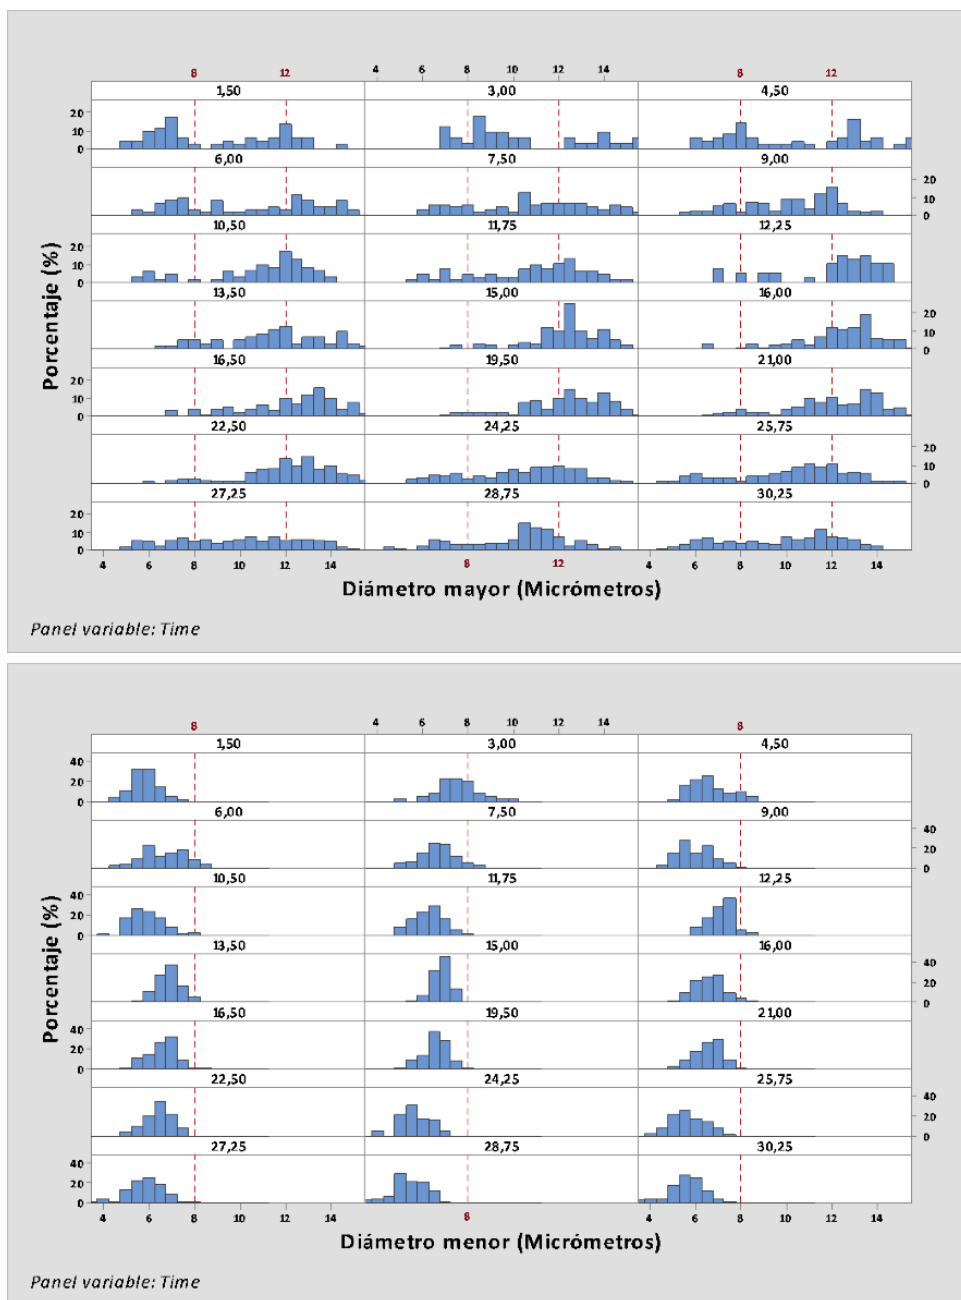 4 6 8 10 12 14
8 12 8 12
1,50 3,00 4,50
20
10
0
6,00 7,50 9,00
20
10
0
10,50 11,75 12,25
20
10
0
13,50 15,00 16,00
20
10
0
16,50 19,50 21,00
20
10
0
22,50 24,25 25,75
20
10
0
27,25 28,75 30,25
20
10
0
4 6 8 10 12 14 8 12 4 6 8 10 12 14
Porcentaje (%)
Diámetro mayor (Micrómetros)
Panel variable: Time
8 4 6 8 10 12 14 8
1,50 3,00 4,50
40
20
0
6,00 7,50 9,00
40
20
0
10,50 11,75 12,25
40
20
0
13,50 15,00 16,00
40
20
0
16,50 19,50 21,00
40
20
0
22,50 24,25 25,75
40
20
0
27,25 28,75 30,25
40
20
0
4 6 8 10 12 14 8 4 6 8 10 12 14
Porcentaje (%)
Diámetro menor (Micrómetros)
Panel variable: Time